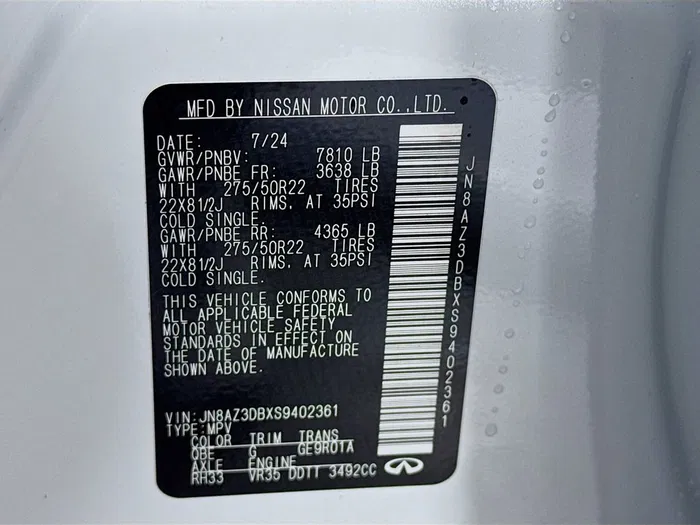 MFD BY NISSAN MOTOR CO.,LTD.
DATE: 7/24
GVWR/PNBV: 7810 LB
GAWR/PNBE FR: 3638 LB
WITH 275/50R22 TIRES
22X81/2J RIMS, AT 35PSI
COLD SINGLE.
GAWR/PNBE RR: 4365 LB
WITH 275/50R22 TIRES
22X81/2J RIMS, AT 35PSI
COLD SINGLE.
THIS VEHICLE CONFORMS TO
ALL APPLICABLE FEDERAL
MOTOR VEHICLE SAFETY
STANDARDS IN EFFECT ON
THE DATE OF MANUFACTURE
SHOWN ABOVE.
VIN: JN8AZ3DBXS9402361
TYPE: MPV
COLOR TRIM TRANS
QBE G GE9R01A
AXLE ENGINE
RH33 VR35 DDTT 3492CC
JN8AZ3DBXS9402361